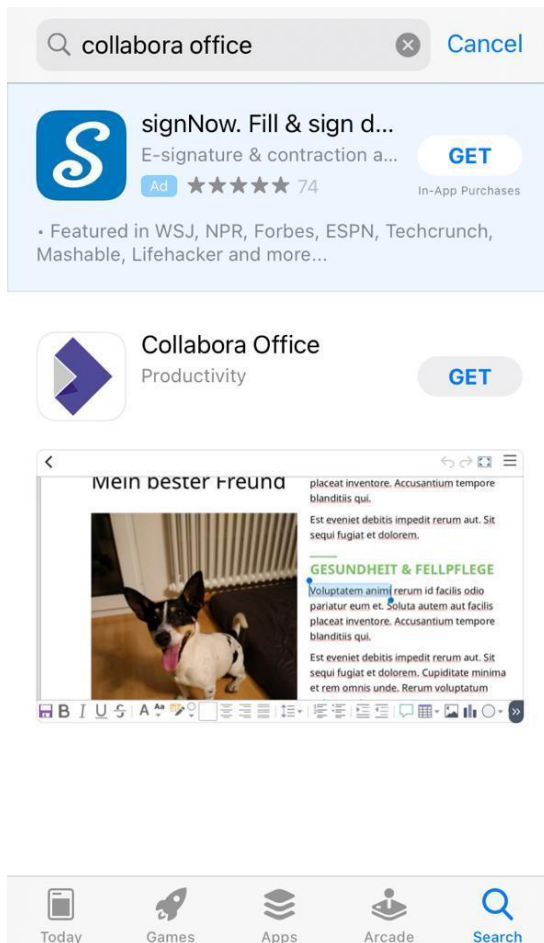 collabora office
Cancel
signNow. Fill & sign d...
E-signature & contraction a...
Ad
74
GET
In-App Purchases
• Featured in WSJ, NPR, Forbes, ESPN, Techcrunch,
Mashable, Lifehacker and more...
Collabora Office
Productivity
GET
Mein bester Freund
placeat inventore. Accusantium tempore
blanditiis qui.
Est eveniet debitis impedit rerum aut. Sit
sequi fugiat et dolorem.
GESUNDHEIT & FELLPFLEGE
Voluptatem animi rerum id facilis odio
pariatur eum et. Soluta autem aut facilis
placeat inventore. Accusantium tempore
blanditiis qui.
Est eveniet debitis impedit rerum aut. Sit
sequi fugiat et dolorem. Cupiditate minima
et rem omnis unde. Rerum voluptatum
B I U S A Aa
Today
Games
Apps
Arcade
Search